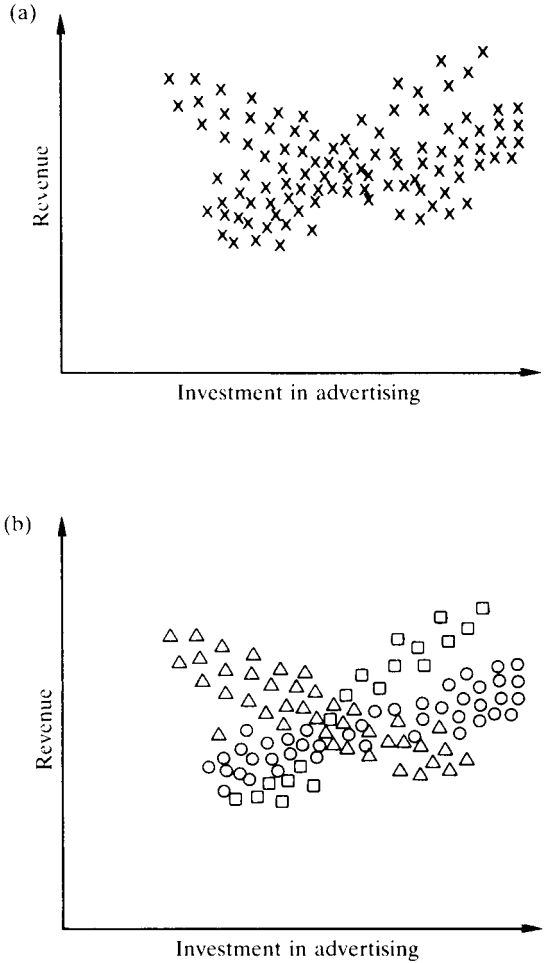 (a)
Revenue
Investment in advertising
(b)
Revenue
Investment in advertising